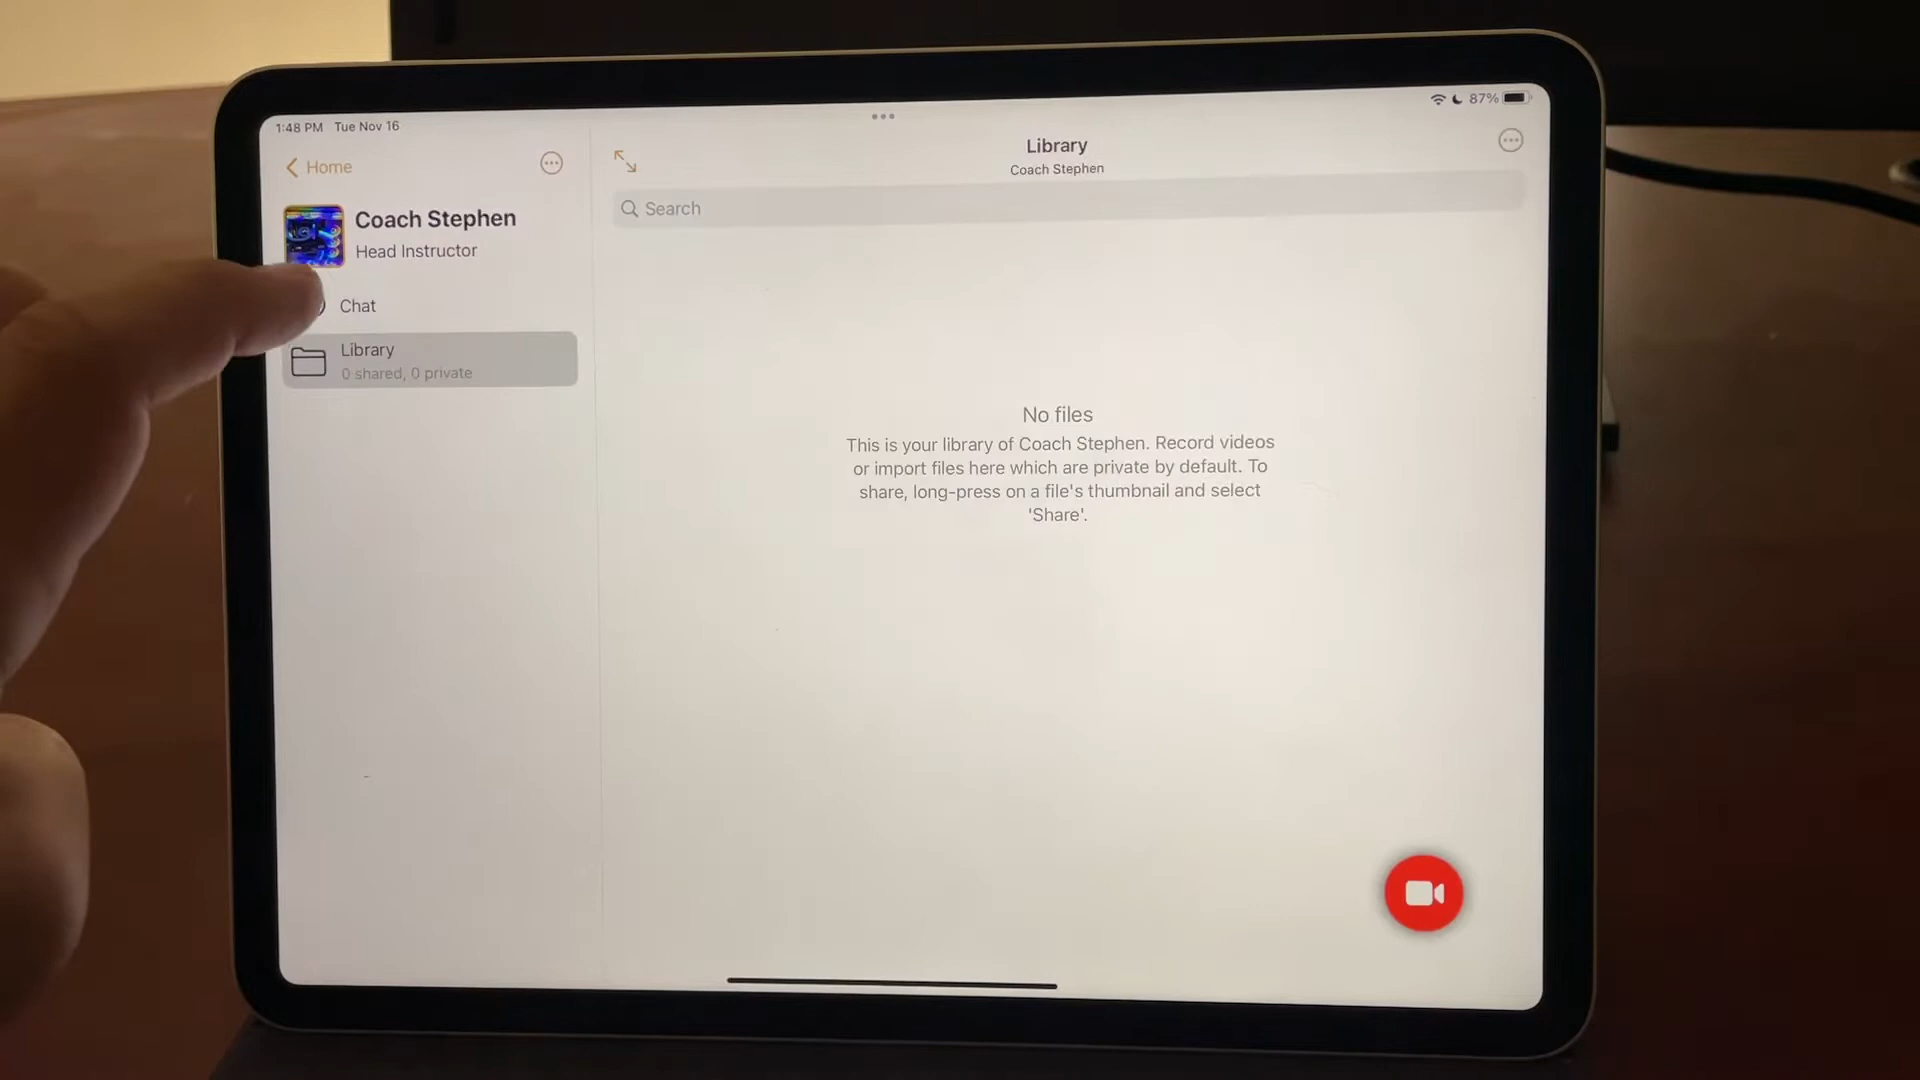 1:48 PM Tue Nov 16
87%
Home
Coach Stephen
Head Instructor
Chat
Library
0 shared, 0 private
Library
Coach Stephen
Search
No files
This is your library of Coach Stephen. Record videos
or import files here which are private by default. To
share, long-press on a file's thumbnail and select
'Share'.